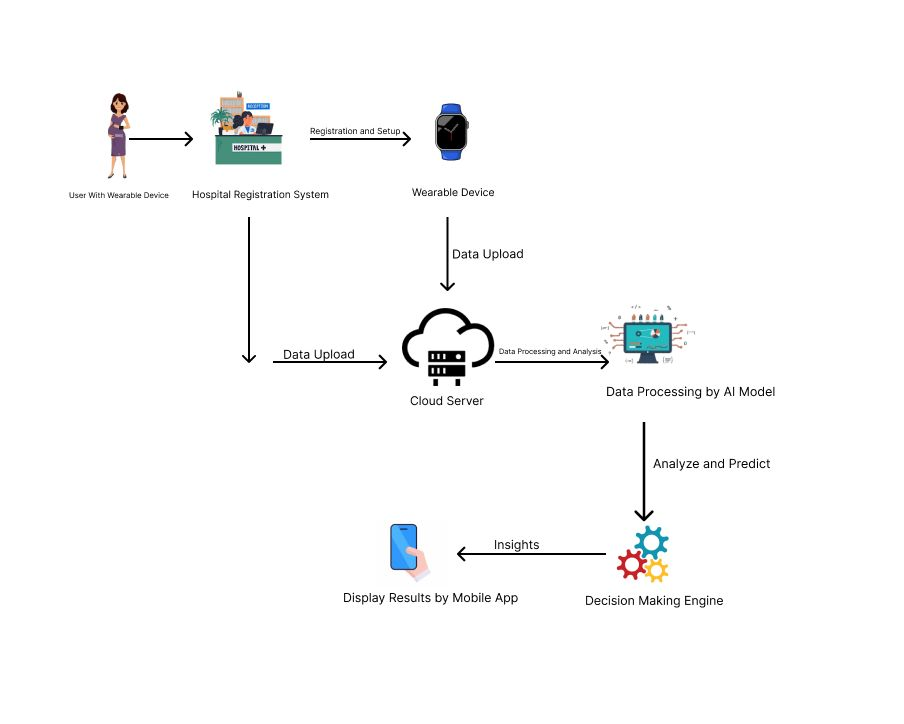 RECEPTION
HOSPITAL +
Registration and Setup
User With Wearable Device
Hospital Registration System
Wearable Device
Data Upload
Data Upload
Data Processing and Analysis
Cloud Server
Data Processing by AI Model
Analyze and Predict
Insights
Display Results by Mobile App
Decision Making Engine